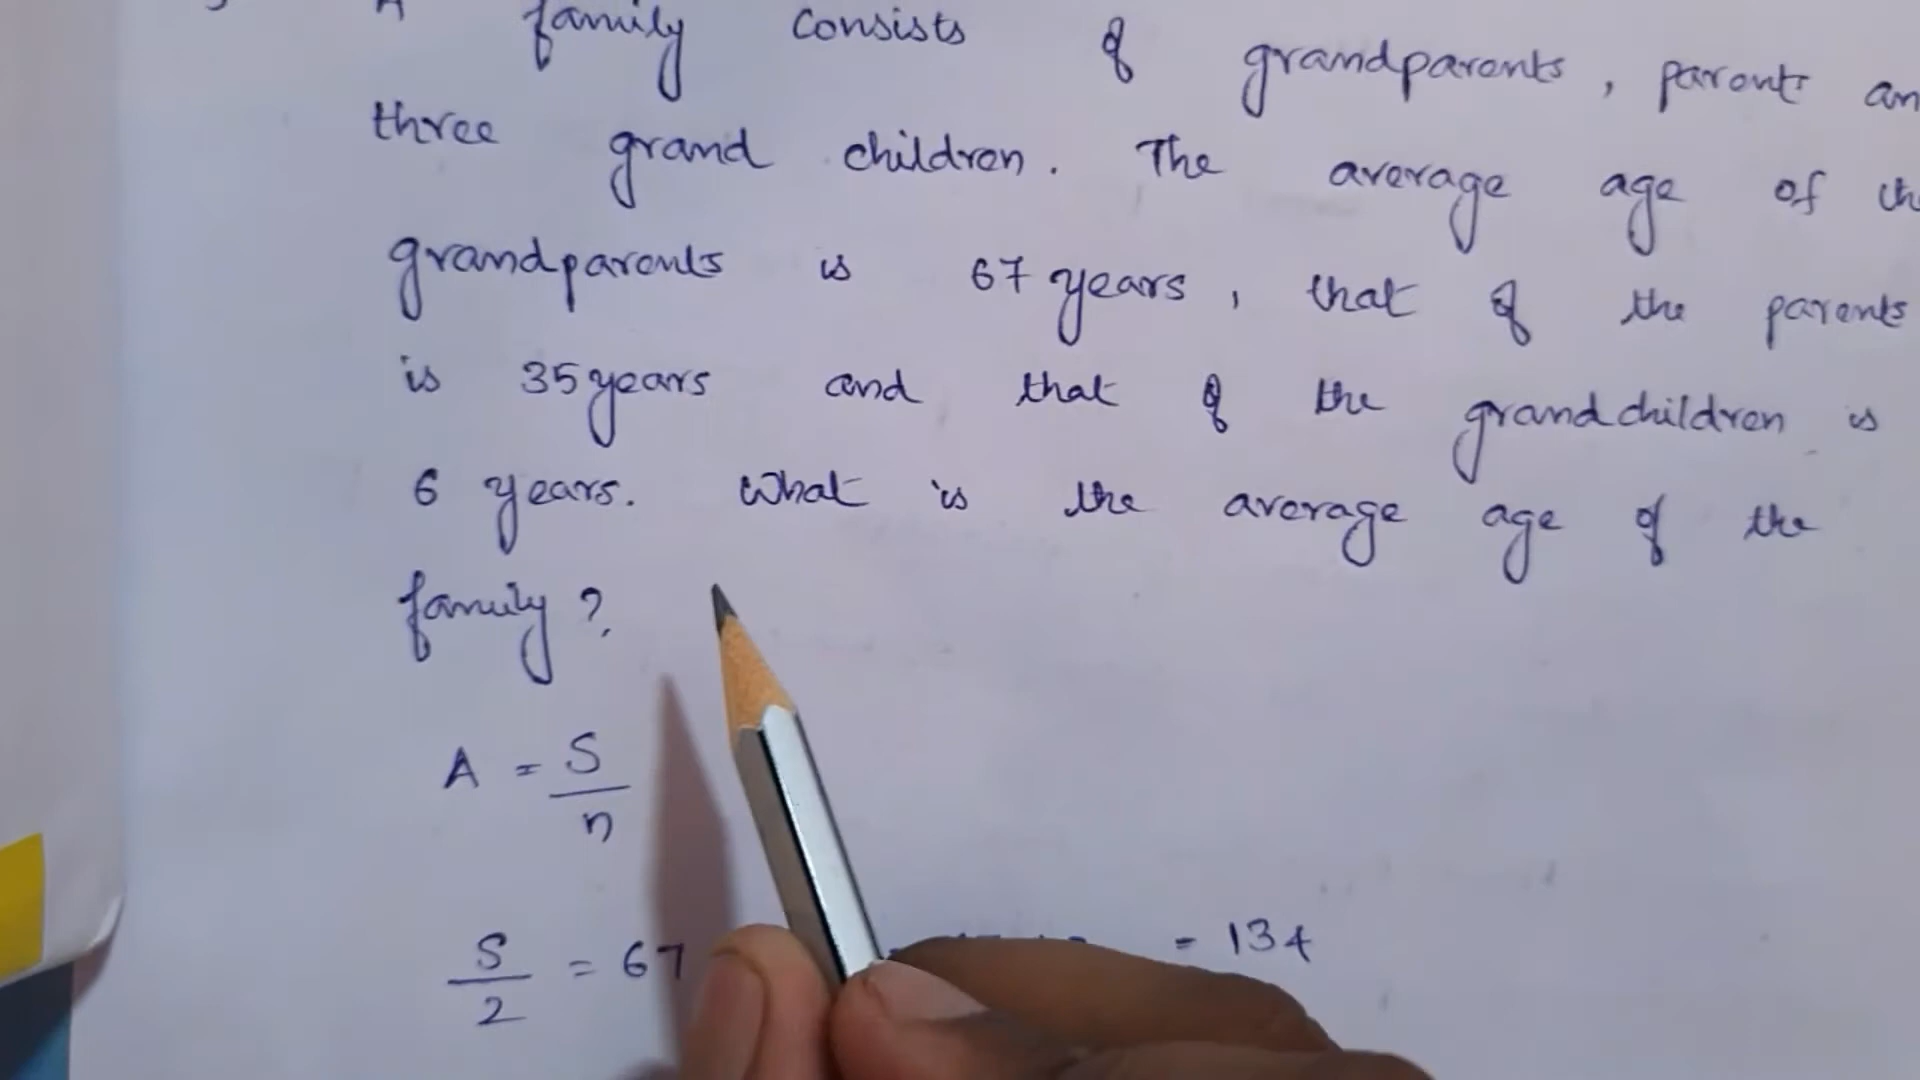 A family consists of grandparents, parents an
three grand children. The average age of th
grandparents is 67 years, that of the parents
is 35 years and that of the grandchildren is
6 years. What is the average age of the
family?
A = S/n
S/2 = 67 = 134